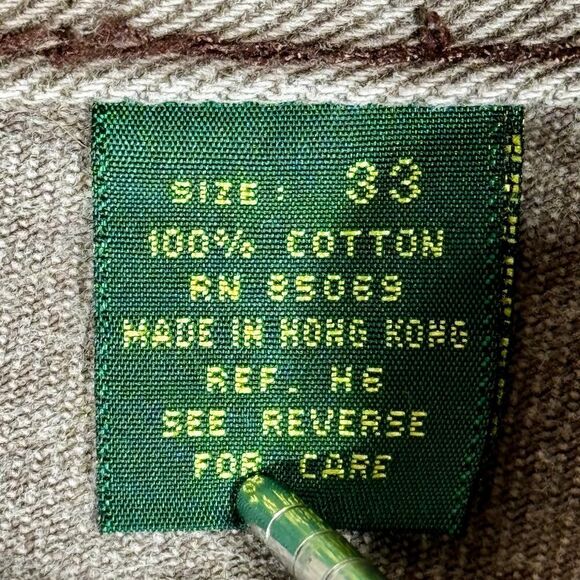 SIZE: 33
100% COTTON
RN 85069
MADE IN HONG KONG
REF. H6
SEE REVERSE
FOR CARE